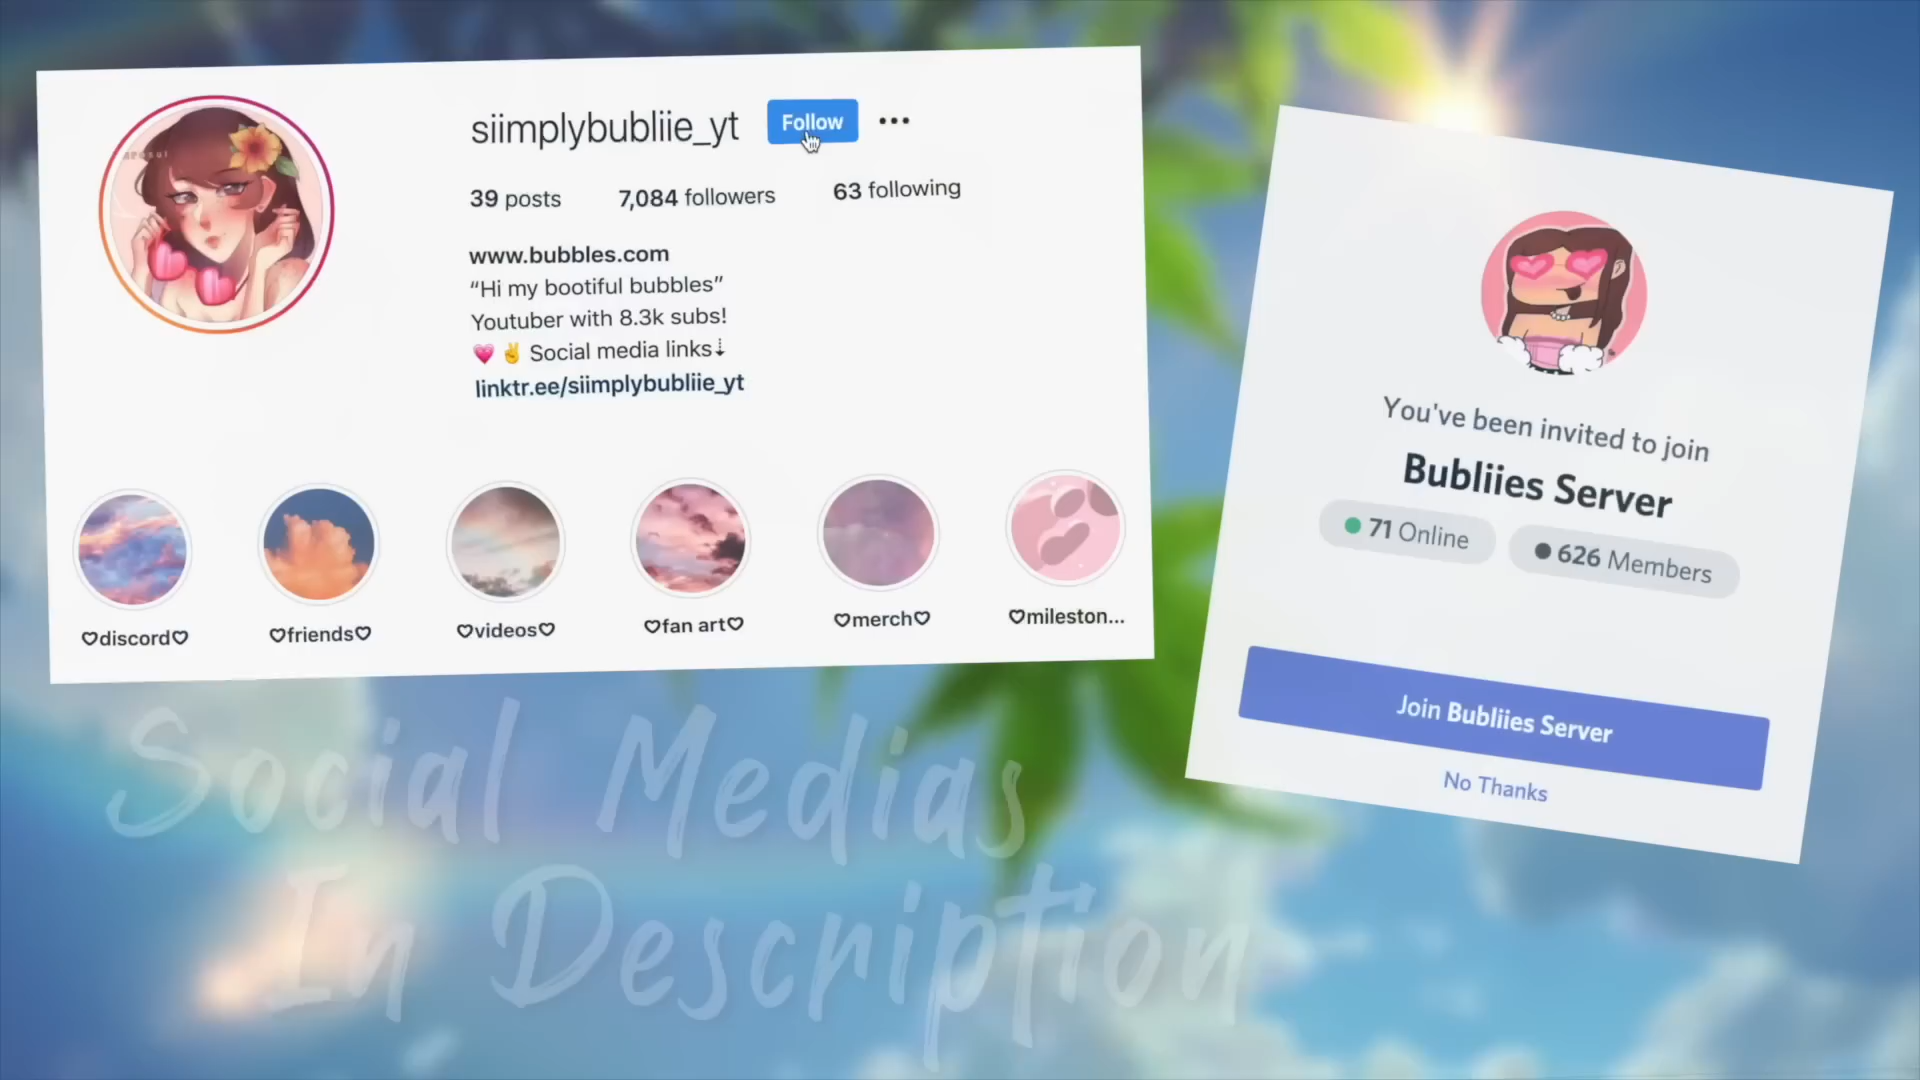 siimplybubliie_yt Follow •••
39 posts 7,084 followers 63 following
www.bubbles.com
“Hi my bootiful bubbles”
Youtuber with 8.3k subs!
💗✌️ Social media links⇣
linktr.ee/siimplybubliie_yt
♡discord♡ ♡friends♡ ♡videos♡ ♡fan art♡ ♡merch♡ ♡mileston...
You've been invited to join
Bubliies Server
71 Online 626 Members
Join Bubliies Server
No Thanks
Social Medias
In Description